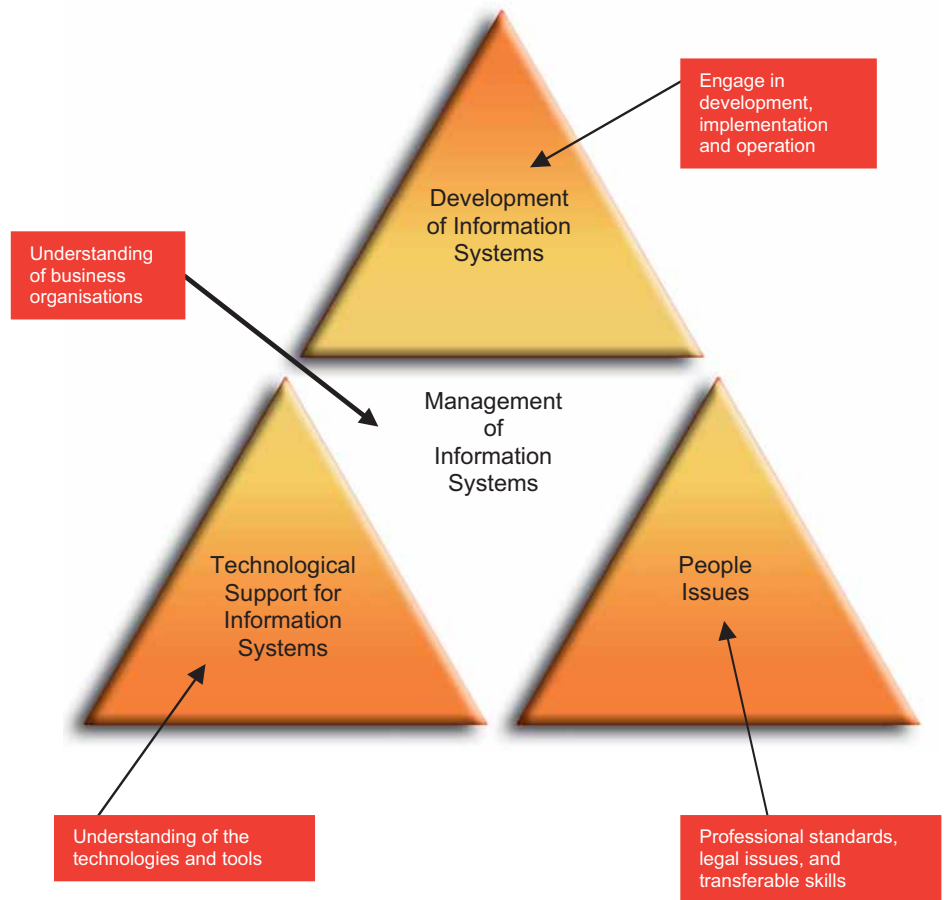 Engage in
development,
implementation
and operation
Development
of Information
Systems
Understanding
of business
organisations
Management
of
Information
Systems
Technological
Support for
Information
Systems
People
Issues
Understanding of the
technologies and tools
Professional standards,
legal issues, and
transferable skills